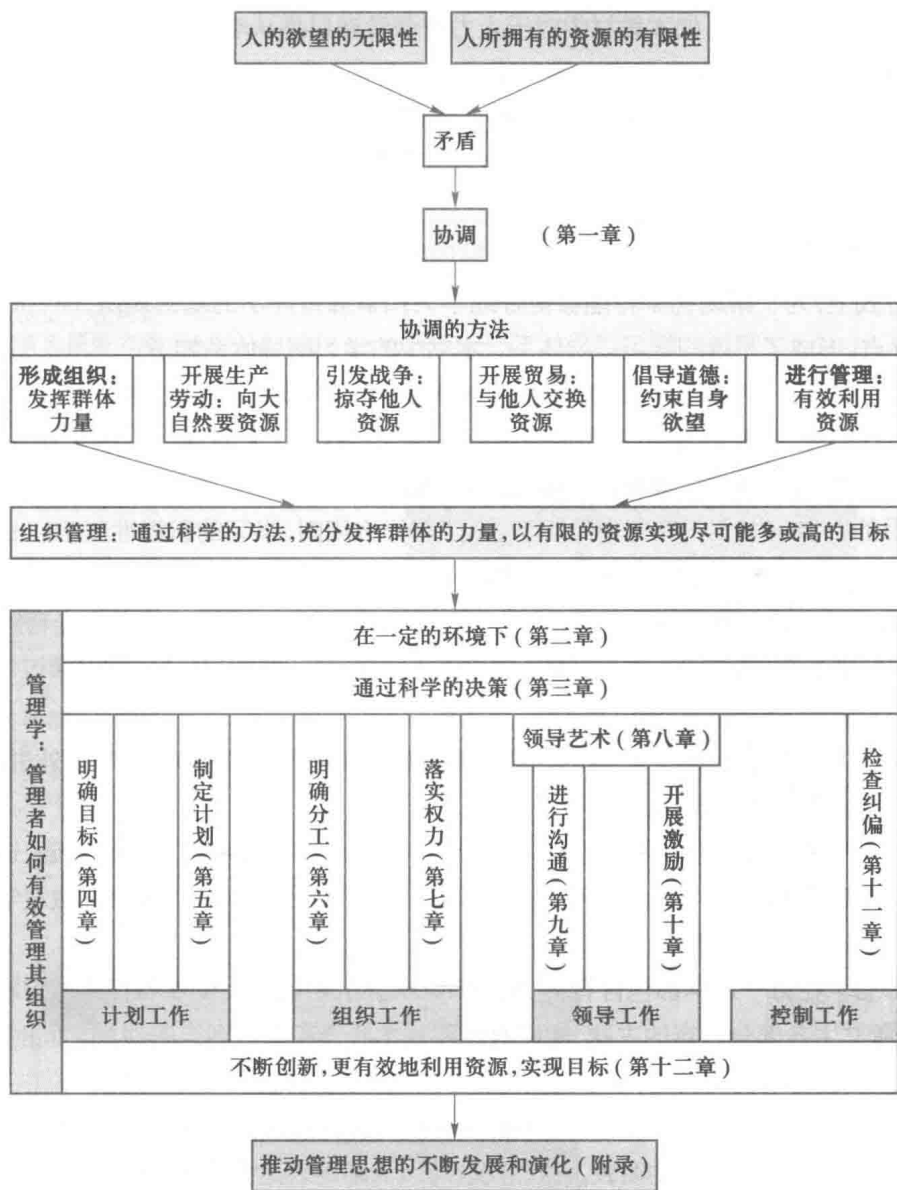 人的欲望的无限性
人所拥有的资源的有限性
矛盾
协调
(第一章)
协调的方法
形成组织:
发挥群体
力量
开展生产
劳动:向大
自然要资源
引发战争:
掠夺他人
资源
开展贸易:
与他人交换
资源
倡导道德:
约束自身
欲望
进行管理:
有效利用
资源
组织管理:通过科学的方法,充分发挥群体的力量,以有限的资源实现尽可能多或高的目标
管理学:管理者如何有效管理其组织
在一定的环境下(第二章)
通过科学的决策(第三章)
明确目标(第四章)
制定计划(第五章)
明确分工(第六章)
落实权力(第七章)
领导艺术(第八章)
进行沟通(第九章)
开展激励(第十章)
检查纠偏(第十一章)
计划工作
组织工作
领导工作
控制工作
不断创新,更有效地利用资源,实现目标(第十二章)
推动管理思想的不断发展和演化(附录)